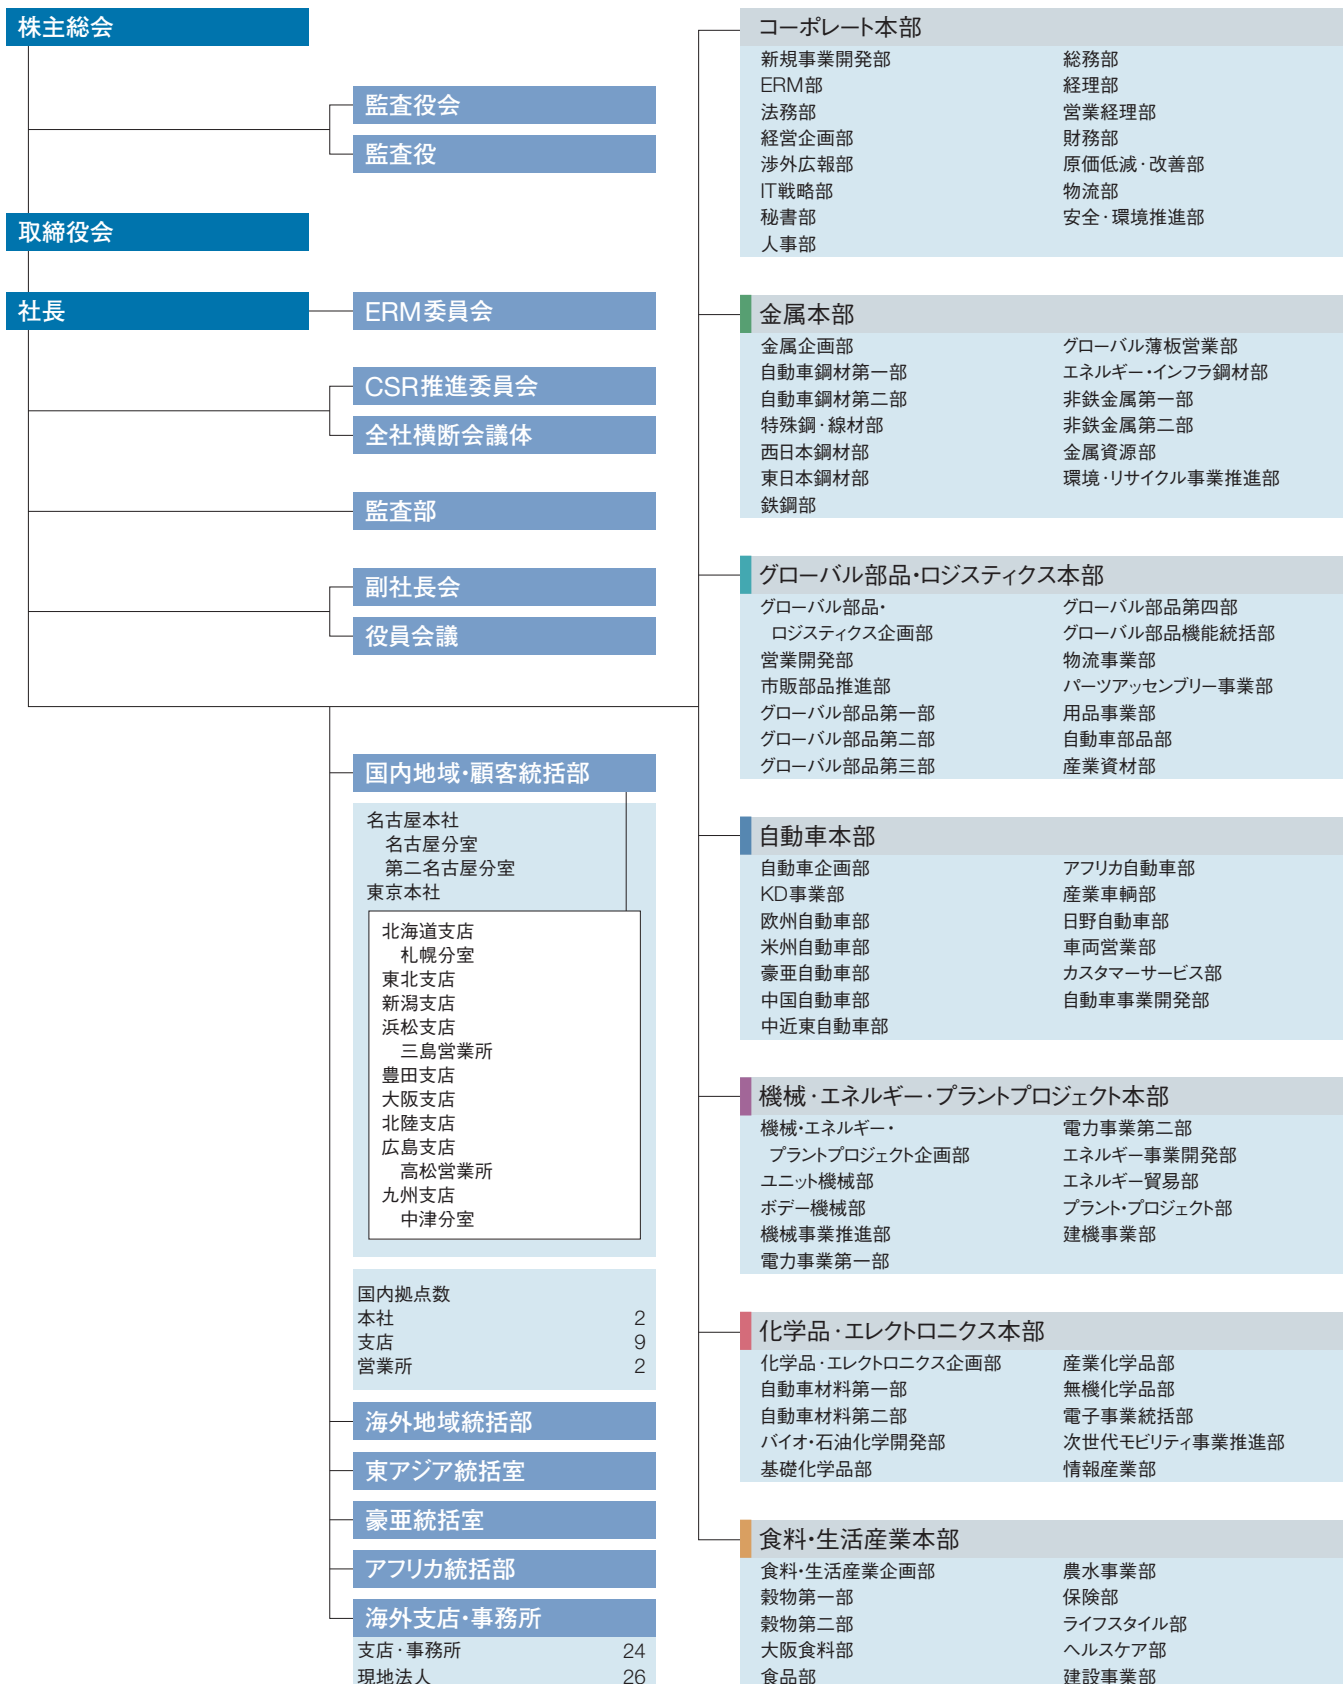 株主総会
監査役会
監査役
取締役会
社長
ERM委員会
CSR推進委員会
全社横断会議体
監査部
副社長会
役員会議
国内地域・顧客統括部
名古屋本社
名古屋分室
第二名古屋分室
東京本社
北海道支店
札幌分室
東北支店
新潟支店
浜松支店
三島営業所
豊田支店
大阪支店
北陸支店
広島支店
高松営業所
九州支店
中津分室
国内拠点数
本社 2
支店 9
営業所 2
海外地域統括部
東アジア統括室
豪亜統括室
アフリカ統括部
海外支店・事務所
支店・事務所 24
現地法人 26
コーポレート本部
新規事業開発部
ERM部
法務部
経営企画部
渉外広報部
IT戦略部
秘書部
人事部
総務部
経理部
営業経理部
財務部
原価低減・改善部
物流部
安全・環境推進部
金属本部
金属企画部
自動車鋼材第一部
自動車鋼材第二部
特殊鋼・線材部
西日本鋼材部
東日本鋼材部
鉄鋼部
グローバル薄板営業部
エネルギー・インフラ鋼材部
非鉄金属第一部
非鉄金属第二部
金属資源部
環境・リサイクル事業推進部
グローバル部品・ロジスティクス本部
グローバル部品・
ロジスティクス企画部
営業開発部
市販部品推進部
グローバル部品第一部
グローバル部品第二部
グローバル部品第三部
グローバル部品第四部
グローバル部品機能統括部
物流事業部
パーツアッセンブリー事業部
用品事業部
自動車部品部
産業資材部
自動車本部
自動車企画部
KD事業部
欧州自動車部
米州自動車部
豪亜自動車部
中国自動車部
中近東自動車部
アフリカ自動車部
産業車輌部
日野自動車部
車両営業部
カスタマーサービス部
自動車事業開発部
機械・エネルギー・プラントプロジェクト本部
機械・エネルギー・
プラントプロジェクト企画部
ユニット機械部
ボデー機械部
機械事業推進部
電力事業第一部
電力事業第二部
エネルギー事業開発部
エネルギー貿易部
プラント・プロジェクト部
建機事業部
化学品・エレクトロニクス本部
化学品・エレクトロニクス企画部
自動車材料第一部
自動車材料第二部
バイオ・石油化学開発部
基礎化学品部
産業化学品部
無機化学品部
電子事業統括部
次世代モビリティ事業推進部
情報産業部
食料・生活産業本部
食料・生活産業企画部
穀物第一部
穀物第二部
大阪食料部
食品部
農水事業部
保険部
ライフスタイル部
ヘルスケア部
建設事業部